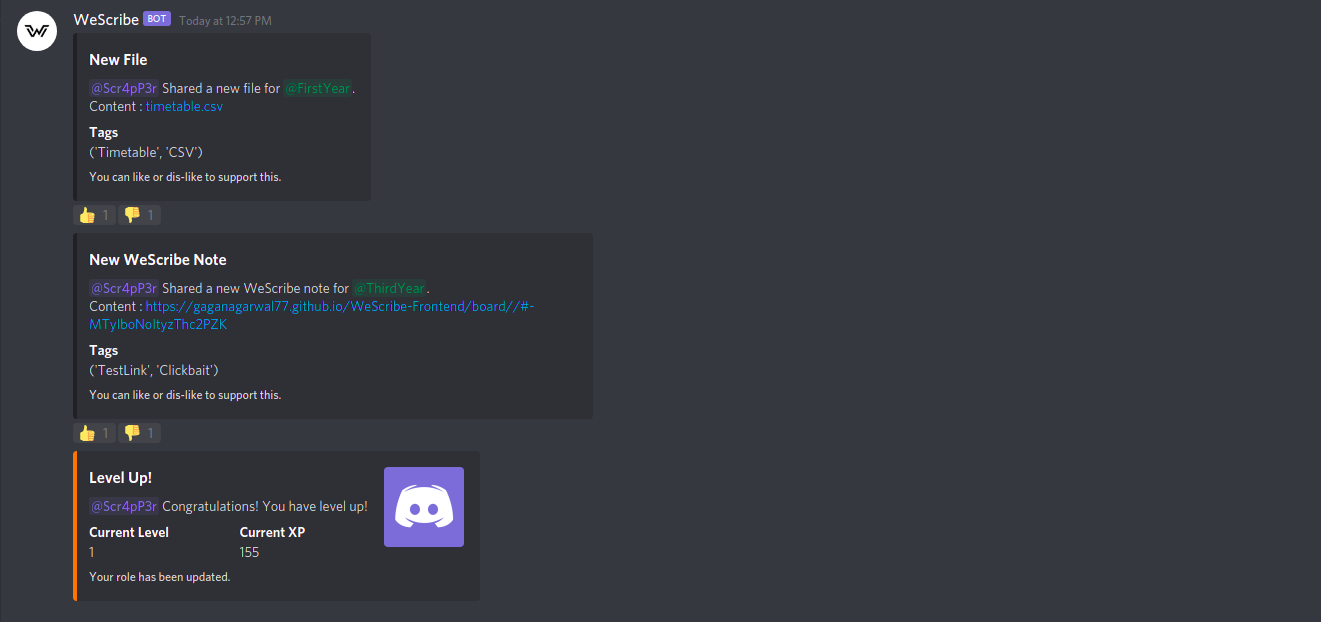 WeScribe BOT Today at 12:57 PM
New File
@Scr4pP3r Shared a new file for @FirstYear.
Content : timetable.csv
Tags
('Timetable', 'CSV')
You can like or dis-like to support this.
1 1
New WeScribe Note
@Scr4pP3r Shared a new WeScribe note for @ThirdYear.
Content : https://gaganagarwal77.github.io/WeScribe-Frontend/board//#-
MTylboNoItyzThc2PZK
Tags
('TestLink', 'Clickbait')
You can like or dis-like to support this.
1 1
Level Up!
@Scr4pP3r Congratulations! You have level up!
Current Level Current XP
1 155
Your role has been updated.